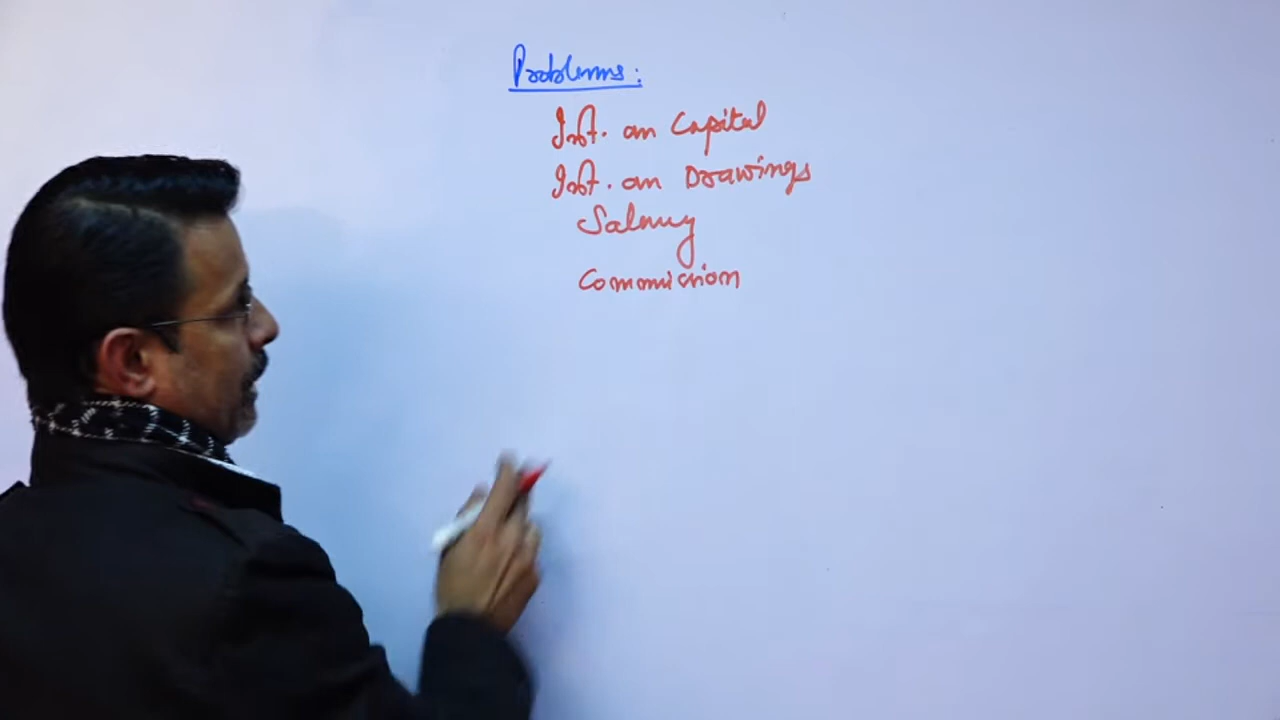 Problems:
Int. on Capital
Int. on Drawings
Salary
Commission